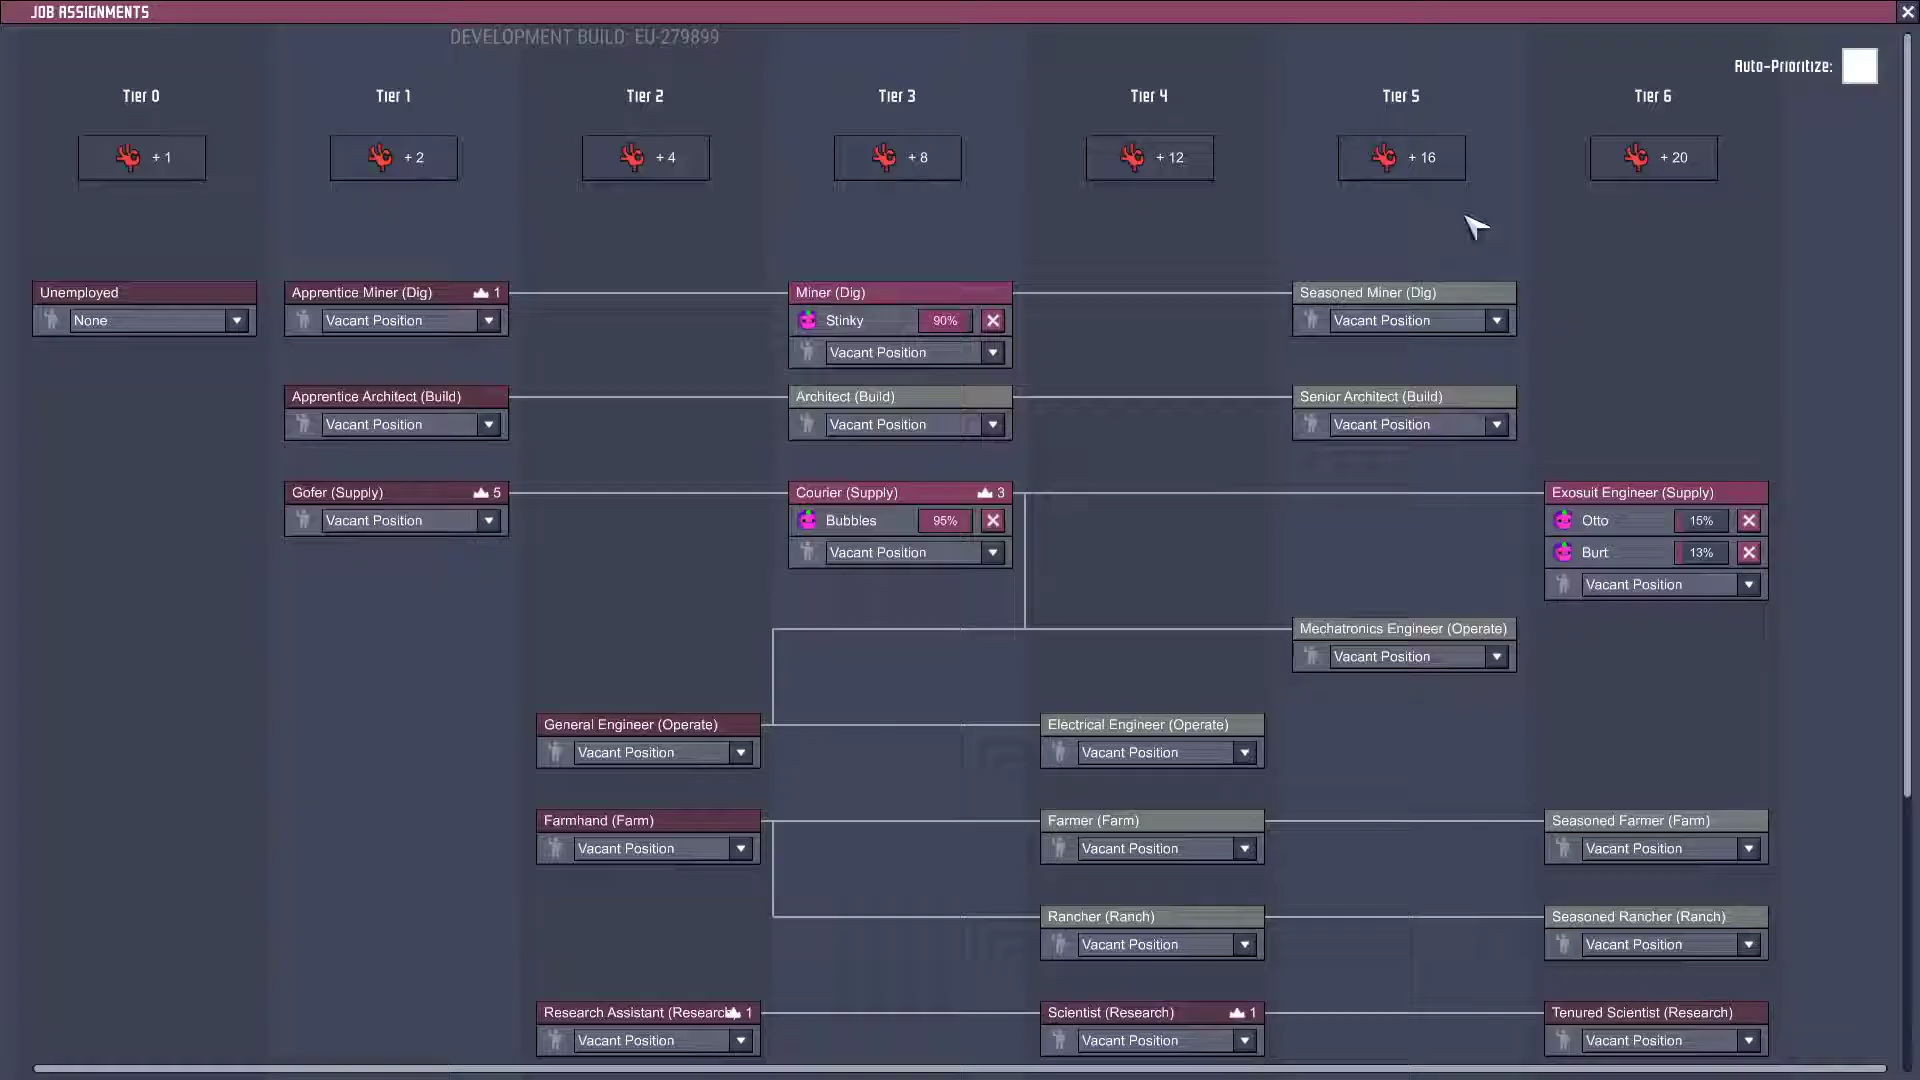 JOB ASSIGNMENTS
DEVELOPMENT BUILD: EU-279899
Auto-Prioritize:
Tier 0
Tier 1
Tier 2
Tier 3
Tier 4
Tier 5
Tier 6
+ 1
+ 2
+ 4
+ 8
+ 12
+ 16
+ 20
Unemployed
None
Apprentice Miner (Dig) 1
Vacant Position
Miner (Dig)
Stinky 90%
Vacant Position
Seasoned Miner (Dig)
Vacant Position
Apprentice Architect (Build)
Vacant Position
Architect (Build)
Vacant Position
Senior Architect (Build)
Vacant Position
Gofer (Supply) 5
Vacant Position
Courier (Supply) 3
Bubbles 95%
Vacant Position
Exosuit Engineer (Supply)
Otto 15%
Burt 13%
Vacant Position
Mechatronics Engineer (Operate)
Vacant Position
General Engineer (Operate)
Vacant Position
Electrical Engineer (Operate)
Vacant Position
Farmhand (Farm)
Vacant Position
Farmer (Farm)
Vacant Position
Seasoned Farmer (Farm)
Vacant Position
Rancher (Ranch)
Vacant Position
Seasoned Rancher (Ranch)
Vacant Position
Research Assistant (Research 1
Vacant Position
Scientist (Research) 1
Vacant Position
Tenured Scientist (Research)
Vacant Position